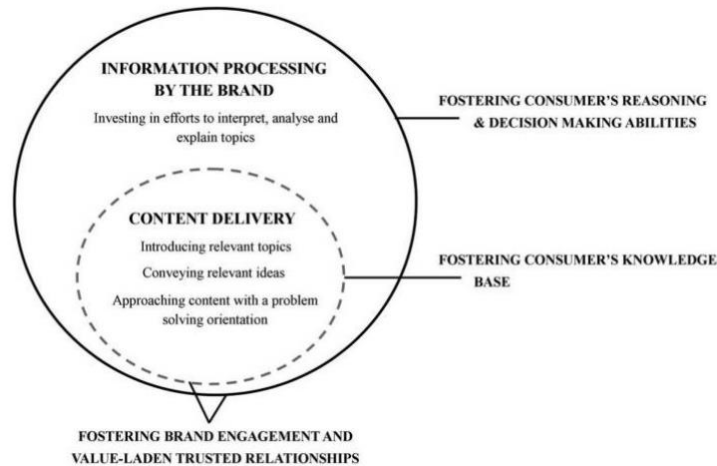 INFORMATION PROCESSING
BY THE BRAND
Investing in efforts to interpret, analyse and
explain topics
CONTENT DELIVERY
Introducing relevant topics
Conveying relevant ideas
Approaching content with a problem
solving orientation
FOSTERING CONSUMER'S REASONING
& DECISION MAKING ABILITIES
FOSTERING CONSUMER'S KNOWLEDGE
BASE
FOSTERING BRAND ENGAGEMENT AND
VALUE-LADEN TRUSTED RELATIONSHIPS